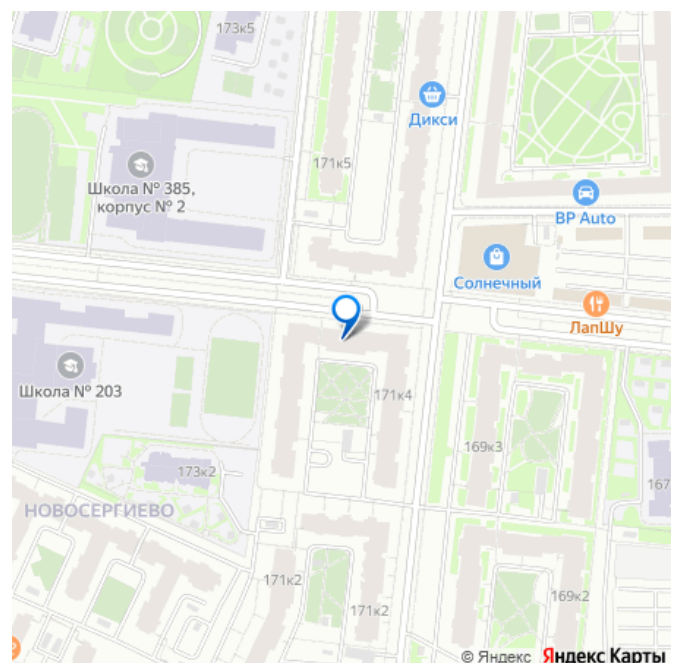 173к5
Дикси
171к5
Школа № 385,
корпус № 2
BP Auto
Солнечный
ЛапШу
Школа № 203
171к4
169к3
173к2
167
НОВОСЕРГИЕВО
171к2
171к2
169к2
© Яндекс Яндекс Карты